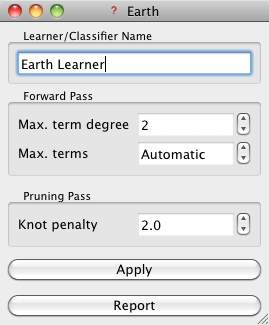 ? Earth
Learner/Classifier Name
Earth Learner
Forward Pass
Max. term degree 2
Max. terms Automatic
Pruning Pass
Knot penalty 2.0
Apply
Report